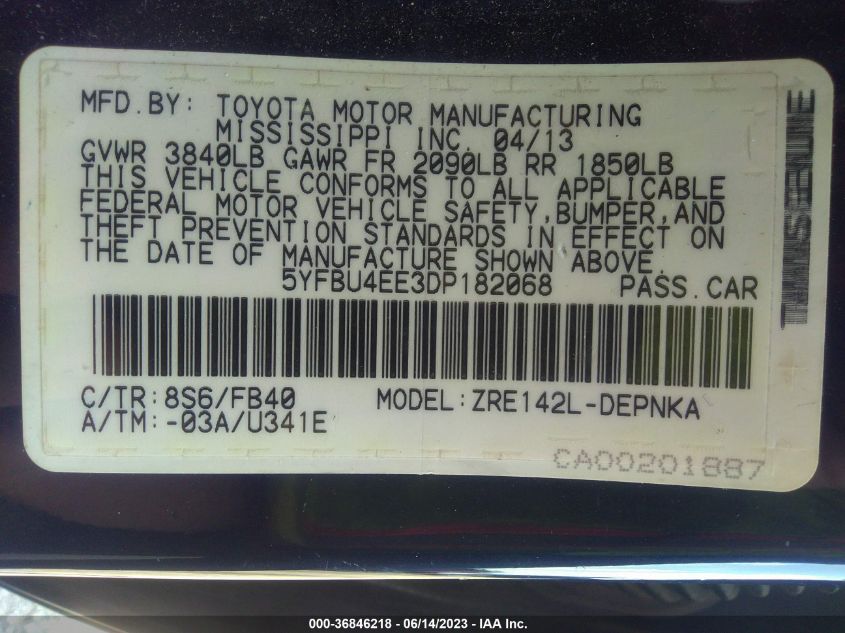 MFD.BY: TOYOTA MOTOR MANUFACTURING
MISSISSIPPI INC. 04/13
GVWR 3840LB GAWR FR 2090LB RR 1850LB
THIS VEHICLE CONFORMS TO ALL APPLICABLE
FEDERAL MOTOR VEHICLE SAFETY,BUMPER,AND
THEFT PREVENTION STANDARDS IN EFFECT ON
THE DATE OF MANUFACTURE SHOWN ABOVE.
5YFBU4EE3DP182068 PASS.CAR
C/TR:8S6/FB40 MODEL:ZRE142L-DEPNKA
A/TM:-03A/U341E
CA00201887
000-36846218 - 06/14/2023 - IAA Inc.